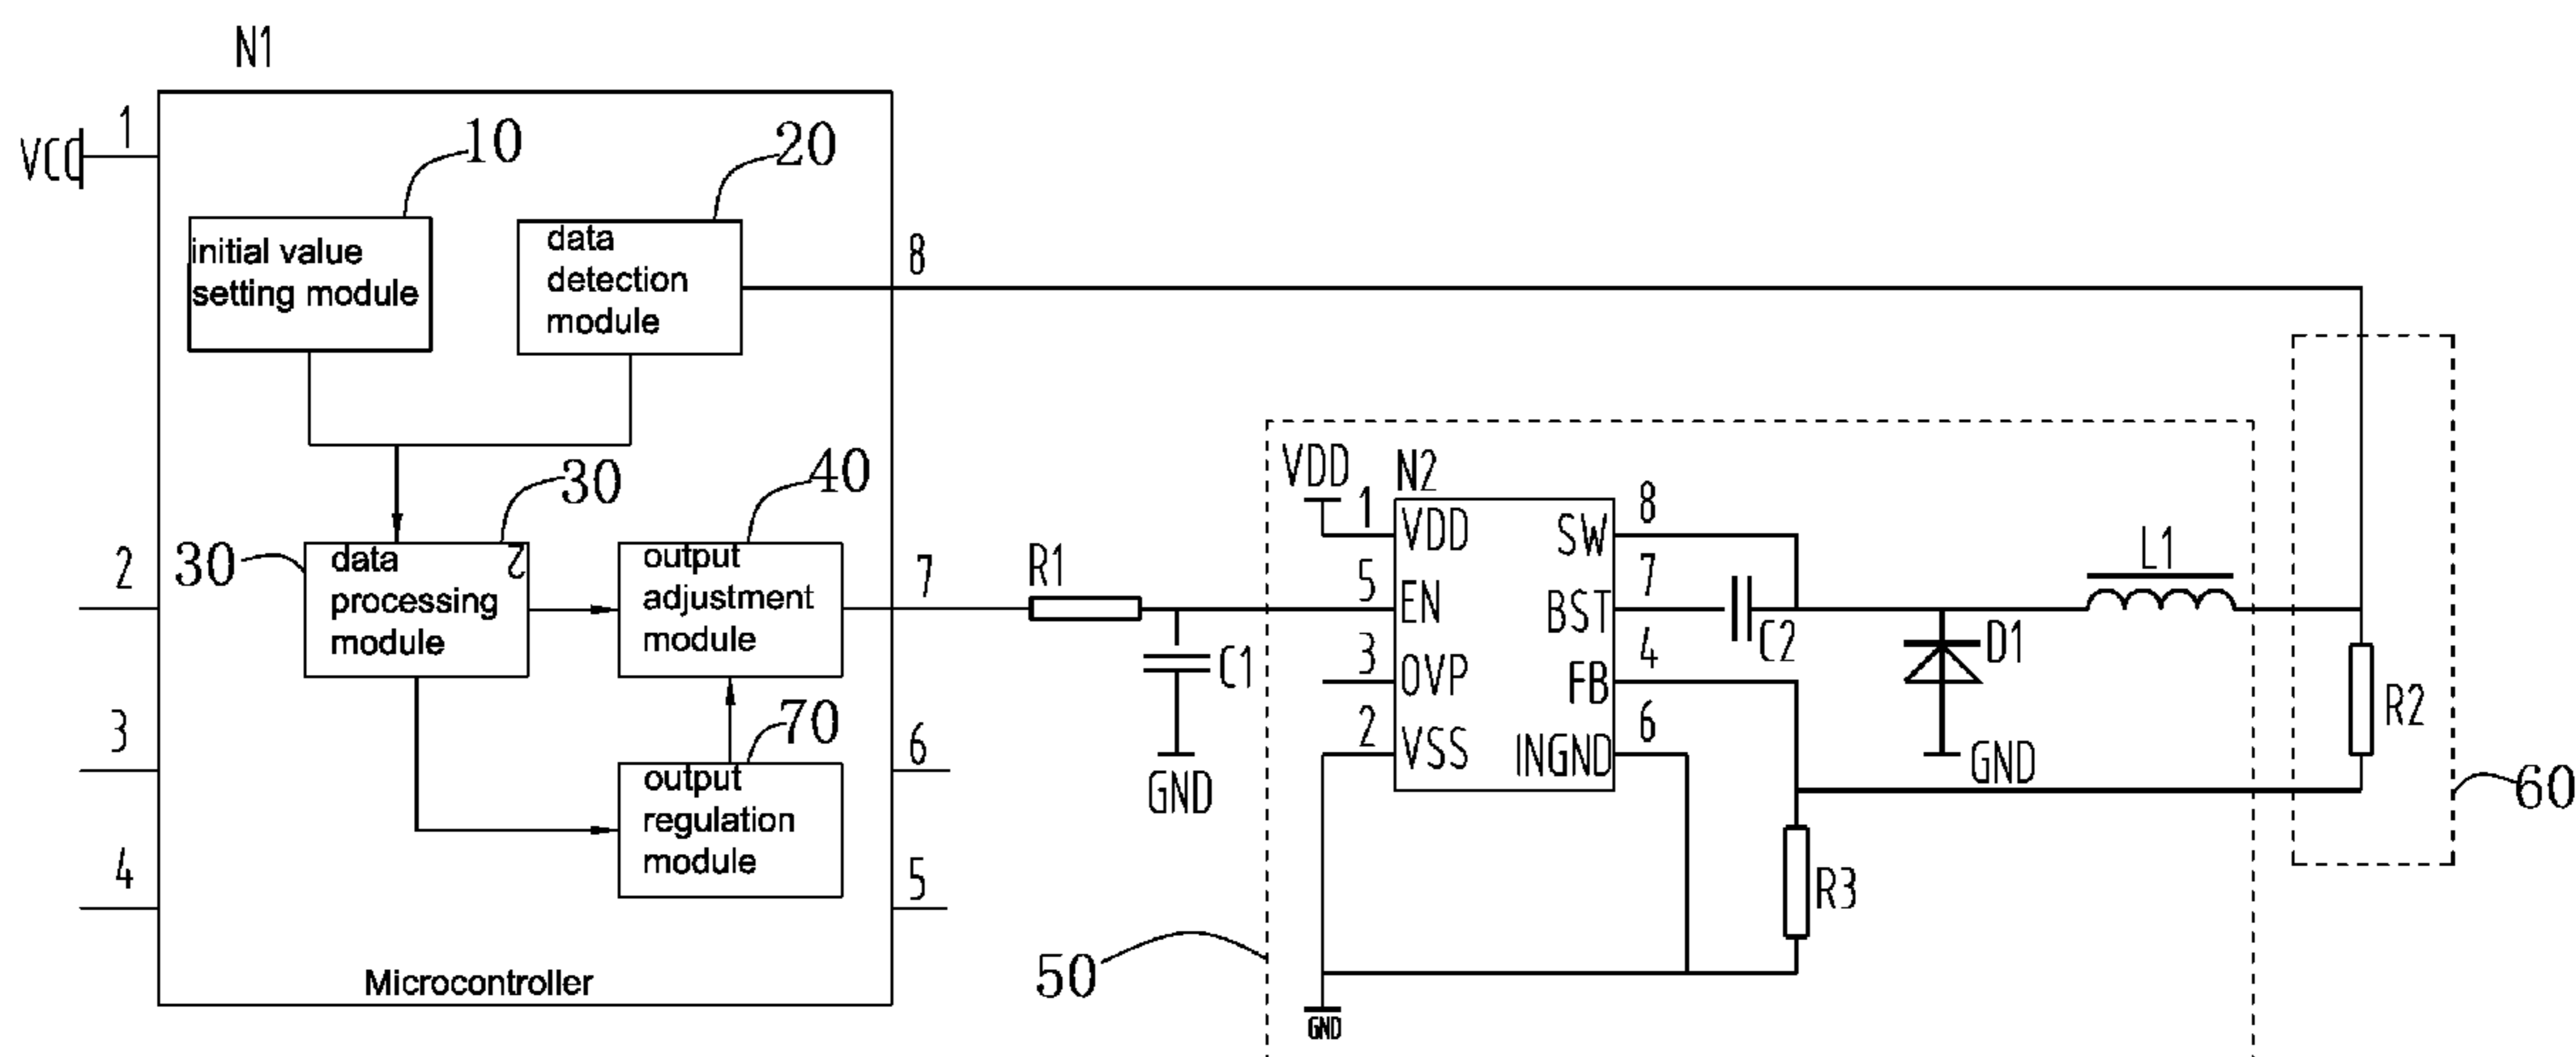 N1
VCC
1
10
20
initial value
setting module
data
detection
module
8
30
30
40
2
data
processing
module
output
adjustment
module
7
R1
C1
GND
3
70
6
output
regulation
module
4
5
Microcontroller
50
VDD
N2
1
VDD
SW
8
5
EN
BST
7
C2
3
OVP
FB
4
2
VSS
INGND
6
GND
L1
D1
GND
R2
R3
60